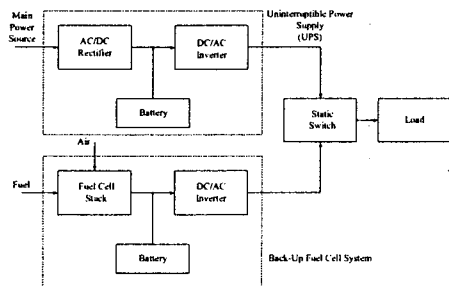 Main
Power
Source
AC/DC
Rectifier
DC/AC
Inverter
Battery
Uninterruptible Power
Supply
(UPS)
Static
Switch
Load
Air
Fuel
Fuel Cell
Stack
DC/AC
Inverter
Battery
Back-Up Fuel Cell System